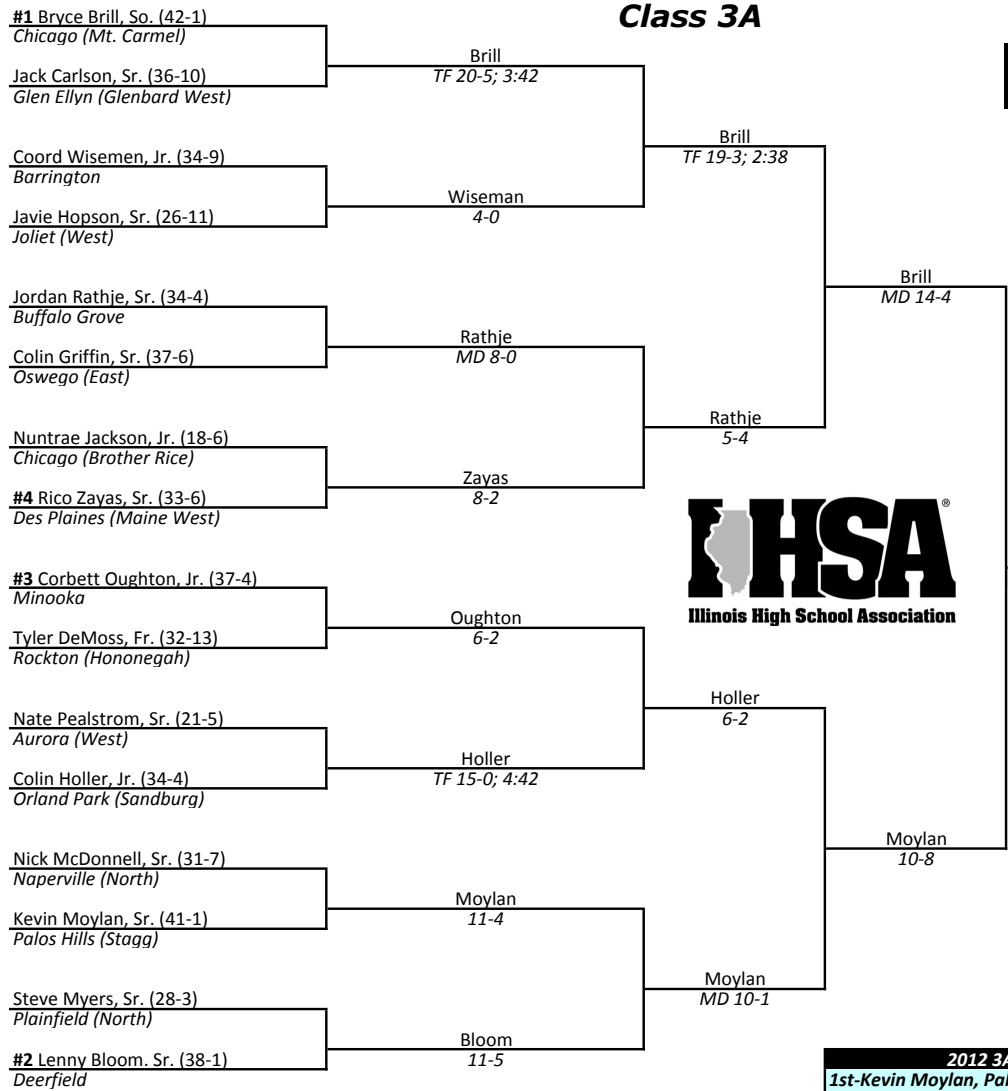 Class 3A
#1 Bryce Brill, So. (42-1)
Chicago (Mt. Carmel)
Jack Carlson, Sr. (36-10)
Glen Ellyn (Glenbard West)
Coord Wisemen, Jr. (34-9)
Barrington
Javie Hopson, Sr. (26-11)
Joliet (West)
Jordan Rathje, Sr. (34-4)
Buffalo Grove
Colin Griffin, Sr. (37-6)
Oswego (East)
Nuntrae Jackson, Jr. (18-6)
Chicago (Brother Rice)
#4 Rico Zayas, Sr. (33-6)
Des Plaines (Maine West)
#3 Corbett Oughton, Jr. (37-4)
Minooka
Tyler DeMoss, Fr. (32-13)
Rockton (Hononegah)
Nate Pealstrom, Sr. (21-5)
Aurora (West)
Colin Holler, Jr. (34-4)
Orland Park (Sandburg)
Nick McDonnell, Sr. (31-7)
Naperville (North)
Kevin Moylan, Sr. (41-1)
Palos Hills (Stagg)
Steve Myers, Sr. (28-3)
Plainfield (North)
#2 Lenny Bloom. Sr. (38-1)
Deerfield
Brill
TF 20-5; 3:42
Wiseman
4-0
Rathje
MD 8-0
Zayas
8-2
Oughton
6-2
Holler
TF 15-0; 4:42
Moylan
11-4
Bloom
11-5
Brill
TF 19-3; 2:38
Rathje
5-4
Holler
6-2
Moylan
MD 10-1
Brill
MD 14-4
Moylan
10-8
IHSA®
Illinois High School Association
2012 3A
1st-Kevin Moylan, Pa